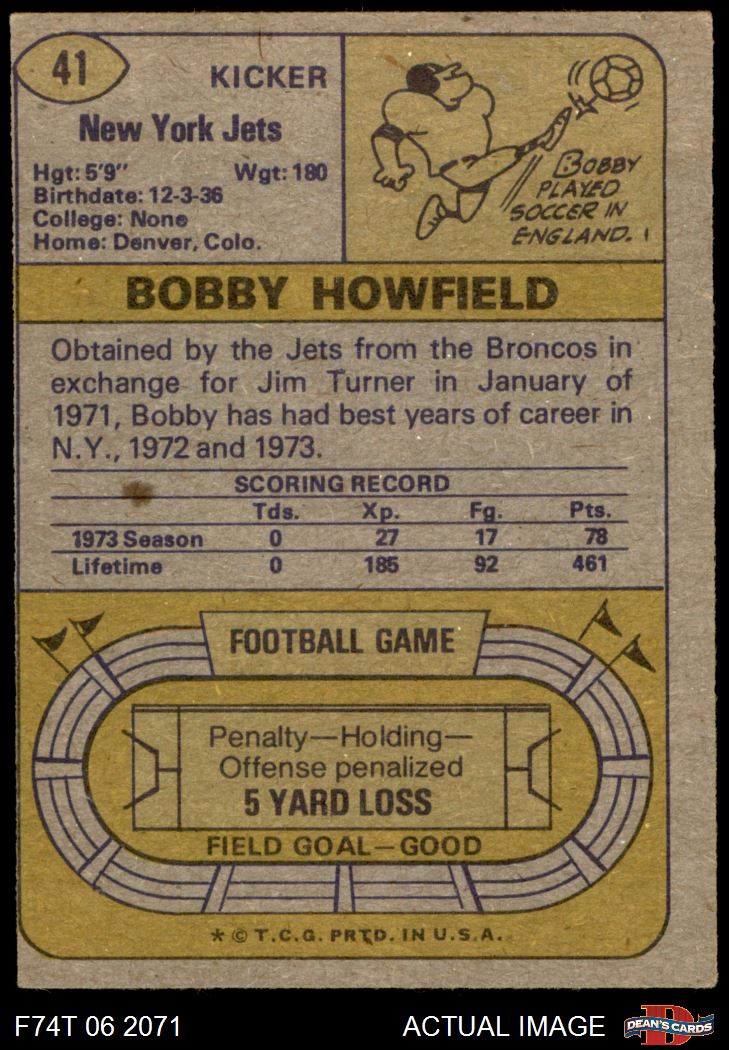 41
KICKER
New York Jets
Hgt: 5'9" Wgt: 180
Birthdate: 12-3-36
College: None
Home: Denver, Colo.
BOBBY
PLAYED
SOCCER IN
ENGLAND.
BOBBY HOWFIELD
Obtained by the Jets from the Broncos in
exchange for Jim Turner in January of
1971, Bobby has had best years of career in
N.Y., 1972 and 1973.
SCORING RECORD
Tds. Xp. Fg. Pts.
1973 Season 0 27 17 78
Lifetime 0 185 92 461
FOOTBALL GAME
Penalty—Holding—
Offense penalized
5 YARD LOSS
FIELD GOAL—GOOD
* © T.C.G. PRTD. IN U.S.A.
F74T 06 2071 ACTUAL IMAGE D DEAN'S CARDS